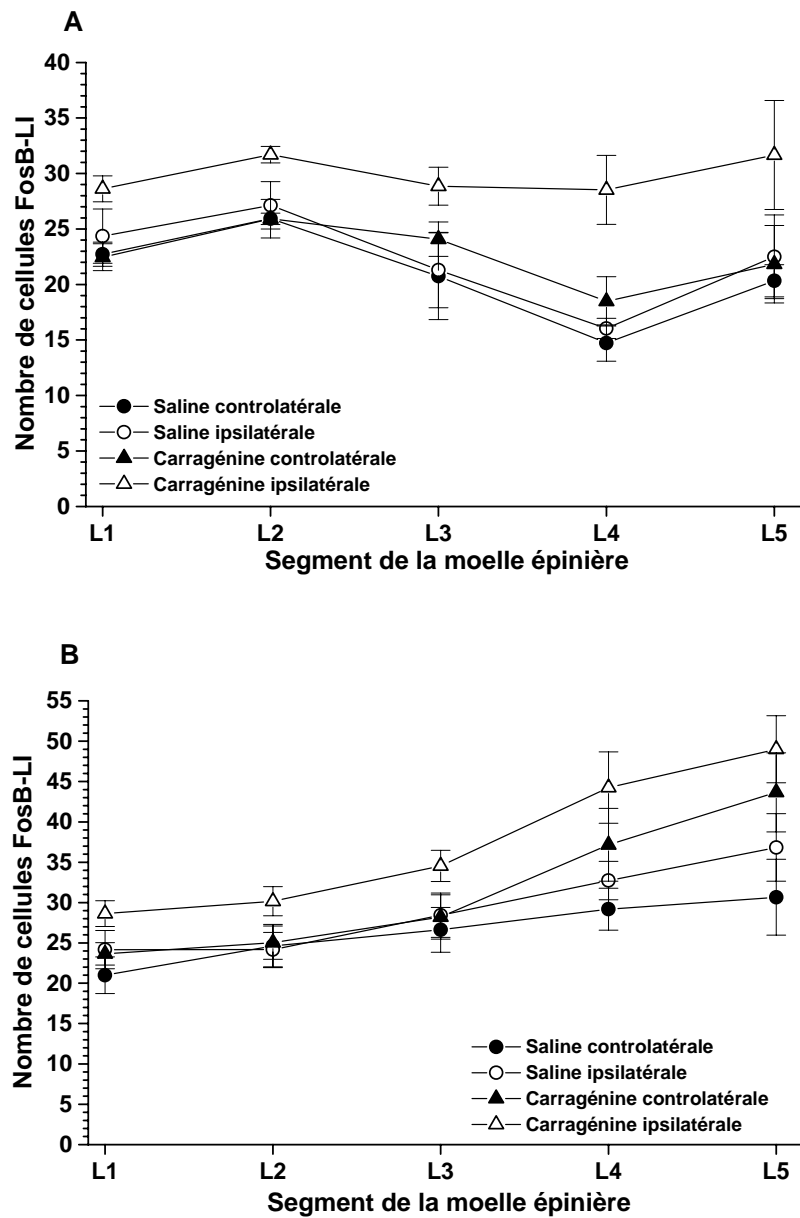 A
Nombre de cellules FosB-LI
40
35
30
25
20
15
10
5
0
Saline controlatérale
Saline ipsilatérale
Carragénine controlatérale
Carragénine ipsilatérale
L1 L2 L3 L4 L5
Segment de la moelle épinière
B
Nombre de cellules FosB-LI
55
50
45
40
35
30
25
20
15
10
5
0
Saline controlatérale
Saline ipsilatérale
Carragénine controlatérale
Carragénine ipsilatérale
L1 L2 L3 L4 L5
Segment de la moelle épinière